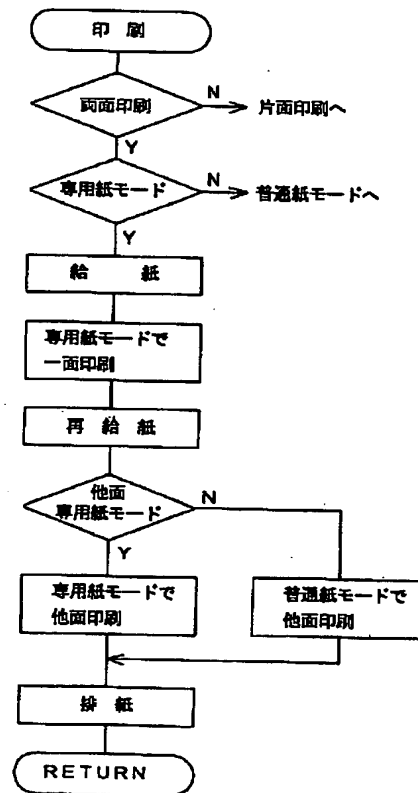 印 刷
両面印刷
N
片面印刷へ
Y
専用紙モード
N
普通紙モードへ
Y
給 紙
専用紙モードで
一面印刷
再 給 紙
他面
専用紙モード
N
Y
専用紙モードで
他面印刷
普通紙モードで
他面印刷
排 紙
RETURN